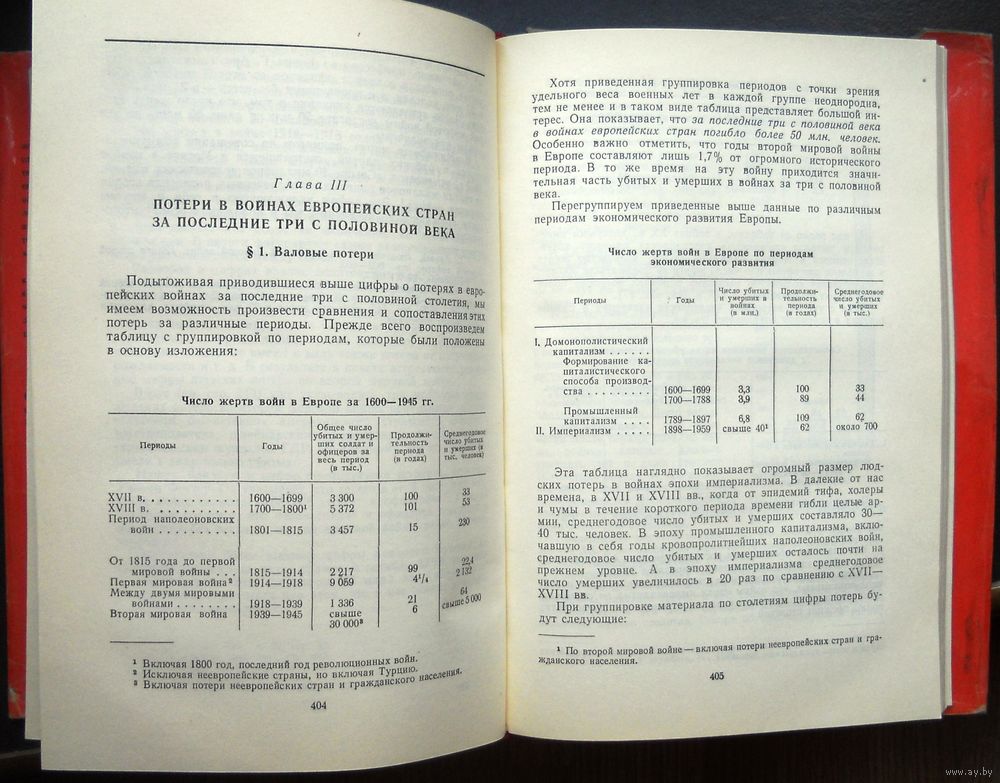 Глава III
ПОТЕРИ В ВОЙНАХ ЕВРОПЕЙСКИХ СТРАН
ЗА ПОСЛЕДНИЕ ТРИ С ПОЛОВИНОЙ ВЕКА
§ 1. Валовые потери
Подытоживая приводившиеся выше цифры о потерях в евро-
пейских войнах за последние три с половиной столетия, мы
имеем возможность произвести сравнения и сопоставления этих
потерь за различные периоды. Прежде всего воспроизведем
таблицу с группировкой по периодам, которые были положены
в основу изложения:
Число жертв войн в Европе за 1600—1945 гг.
Периоды | Годы | Общее число убитых и умер- ших солдат и офицеров за весь период (в тыс.) | Продолжи- тельность периода (в годах) | Среднегодовое число убитых и умерших (в тыс. человек)
XVII в. . . . . . . . . . . . 1600—1699 3 300 100 33
XVIII в. . . . . . . . . . . 1700—1800¹ 5 372 101 53
Период наполеоновских
войн . . . . . . . . . . 1801—1815 3 457 15 230
От 1815 года до первой
мировой войны . . . 1815—1914 2 217 99 22,4
Первая мировая война² 1914—1918 9 059 4¹/₄ 2 132
Между двумя мировыми
войнами . . . . . . . . 1918—1939 1 336 21 64
Вторая мировая война 1939—1945 свыше 6 свыше 5 000
30 000³
¹ Включая 1800 год, последний год революционных войн.
² Исключая неевропейские страны, но включая Турцию.
³ Включая потери неевропейских стран и гражданского населения.
404
Хотя приведенная группировка периодов с точки зрения
удельного веса военных лет в каждой группе неоднородна,
тем не менее и в таком виде таблица представляет большой ин-
терес. Она показывает, что за последние три с половиной века
в войнах европейских стран погибло более 50 млн. человек.
Особенно важно отметить, что годы второй мировой войны
в Европе составляют лишь 1,7% от огромного исторического
периода. В то же время на эту войну приходится значи-
тельная часть убитых и умерших в войнах за три с половиной
века.
Перегруппируем приведенные выше данные по различным
периодам экономического развития Европы.
Число жертв войн в Европе по периодам
экономического развития
Периоды | Годы | Число убитых и умерших в войнах (в млн.) | Продолжи- тельность периода (в годах) | Среднегодовое число убитых и умерших (в тыс.)
I. Домонополистический
капитализм . . . . . .
Формирование ка-
питалистического
способа производ-
ства . . . . . . . . . 1600—1699 3,3 100 33
1700—1788 3,9 89 44
Промышленный
капитализм . . . . 1789—1897 6,8 109 62
II. Империализм . . . . . 1898—1959 свыше 40¹ 62 около 700
Эта таблица наглядно показывает огромный размер люд-
ских потерь в войнах эпохи империализма. В далекие от нас
времена, в XVII и XVIII вв., когда от эпидемий тифа, холеры
и чумы в течение короткого периода времени гибли целые ар-
мии, среднегодовое число убитых и умерших составляло 30—
40 тыс. человек. В эпоху промышленного капитализма, вклю-
чавшую в себя годы кровопролитнейших наполеоновских войн,
среднегодовое число убитых и умерших осталось почти на
прежнем уровне. А в эпоху империализма среднегодовое
число умерших увеличилось в 20 раз по сравнению с XVII—
XVIII вв.
При группировке материала по столетиям цифры потерь бу-
дут следующие:
¹ По второй мировой войне — включая потери неевропейских стран и гра-
жданского населения.
405
www.ay.by